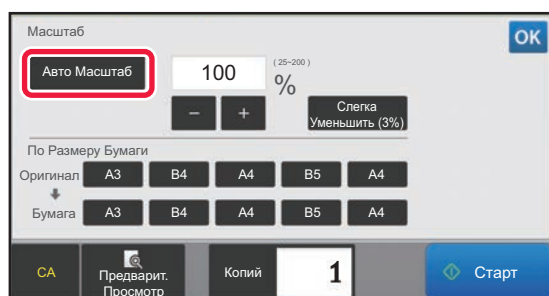 Масштаб
OK
Авто Масштаб
100
(25~200)
%
–
+
Слегка
Уменьшить (3%)
По Размеру Бумаги
Оригинал A3 B4 A4 B5 A4
Бумага A3 B4 A4 B5 A4
CA
Предварит.
Просмотр
Копий
1
Старт